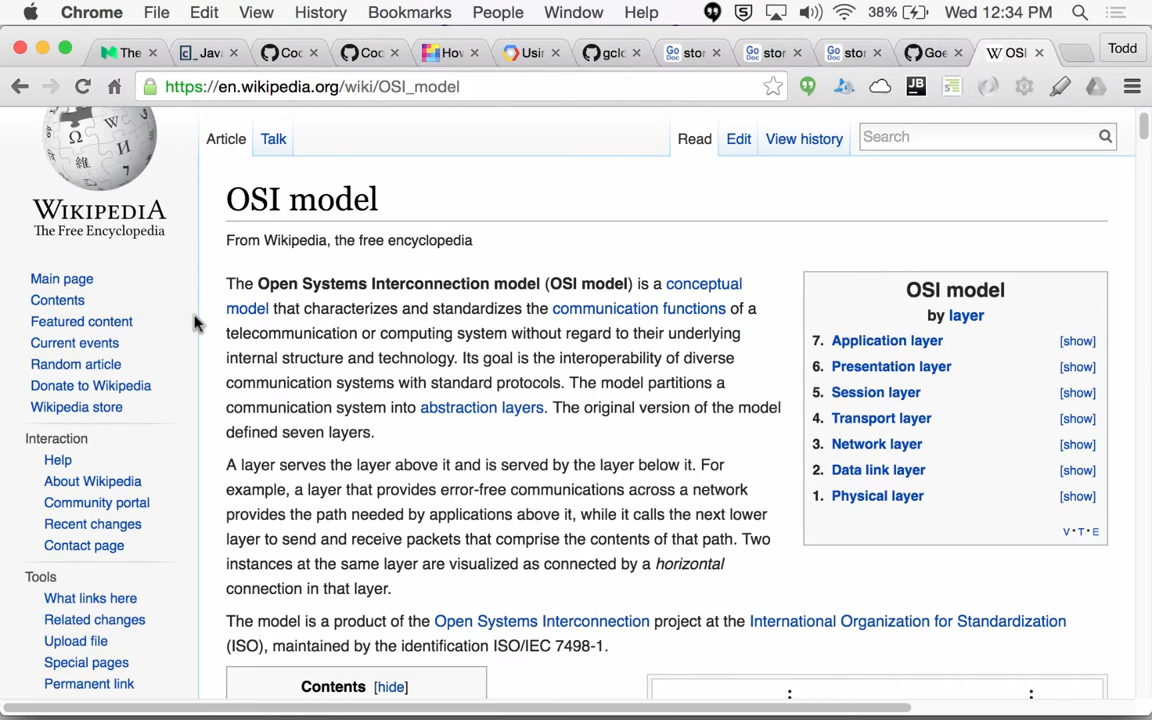 Chrome File Edit View History Bookmarks People Window Help 38% Wed 12:34 PM
The Java Coc Coc Hov Usin gclo stor stor stor Goe W OSI Todd
https://en.wikipedia.org/wiki/OSI_model
Article Talk Read Edit View history Search
WIKIPEDIA
The Free Encyclopedia
Main page
Contents
Featured content
Current events
Random article
Donate to Wikipedia
Wikipedia store
Interaction
Help
About Wikipedia
Community portal
Recent changes
Contact page
Tools
What links here
Related changes
Upload file
Special pages
Permanent link
OSI model
From Wikipedia, the free encyclopedia
The Open Systems Interconnection model (OSI model) is a conceptual
model that characterizes and standardizes the communication functions of a
telecommunication or computing system without regard to their underlying
internal structure and technology. Its goal is the interoperability of diverse
communication systems with standard protocols. The model partitions a
communication system into abstraction layers. The original version of the model
defined seven layers.
A layer serves the layer above it and is served by the layer below it. For
example, a layer that provides error-free communications across a network
provides the path needed by applications above it, while it calls the next lower
layer to send and receive packets that comprise the contents of that path. Two
instances at the same layer are visualized as connected by a horizontal
connection in that layer.
The model is a product of the Open Systems Interconnection project at the International Organization for Standardization
(ISO), maintained by the identification ISO/IEC 7498-1.
Contents [hide]
OSI model
by layer
7. Application layer [show]
6. Presentation layer [show]
5. Session layer [show]
4. Transport layer [show]
3. Network layer [show]
2. Data link layer [show]
1. Physical layer [show]
V · T · E